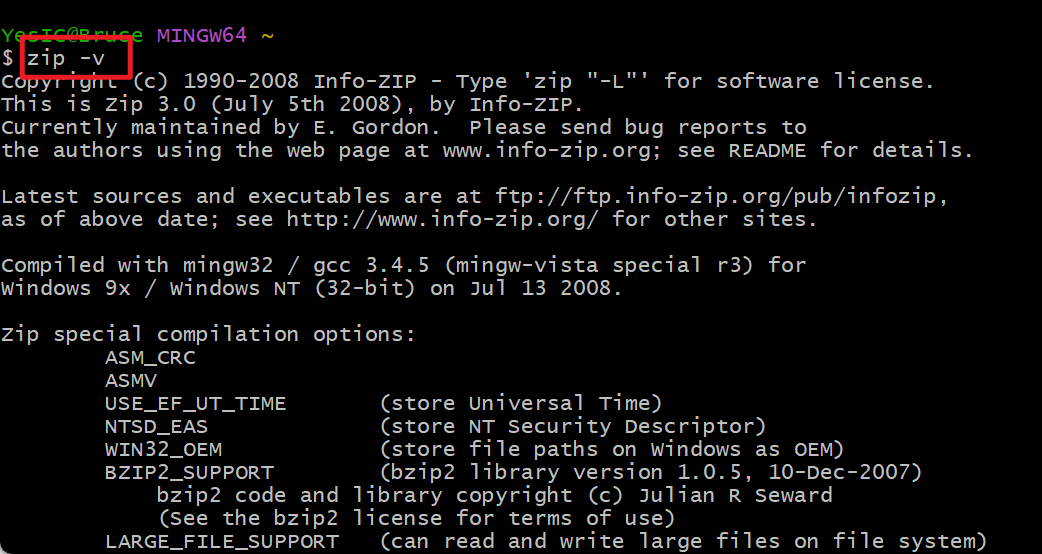 YesIC@Bruce MINGW64 ~
$ zip -v
Copyright (c) 1990-2008 Info-ZIP - Type 'zip "-L"' for software license.
This is Zip 3.0 (July 5th 2008), by Info-ZIP.
Currently maintained by E. Gordon.  Please send bug reports to
the authors using the web page at www.info-zip.org; see README for details.
Latest sources and executables are at ftp://ftp.info-zip.org/pub/infozip,
as of above date; see http://www.info-zip.org/ for other sites.
Compiled with mingw32 / gcc 3.4.5 (mingw-vista special r3) for
Windows 9x / Windows NT (32-bit) on Jul 13 2008.
Zip special compilation options:
ASM_CRC
ASMV
USE_EF_UT_TIME (store Universal Time)
NTSD_EAS (store NT Security Descriptor)
WIN32_OEM (store file paths on Windows as OEM)
BZIP2_SUPPORT (bzip2 library version 1.0.5, 10-Dec-2007)
bzip2 code and library copyright (c) Julian R Seward
(See the bzip2 license for terms of use)
LARGE_FILE_SUPPORT (can read and write large files on file system)